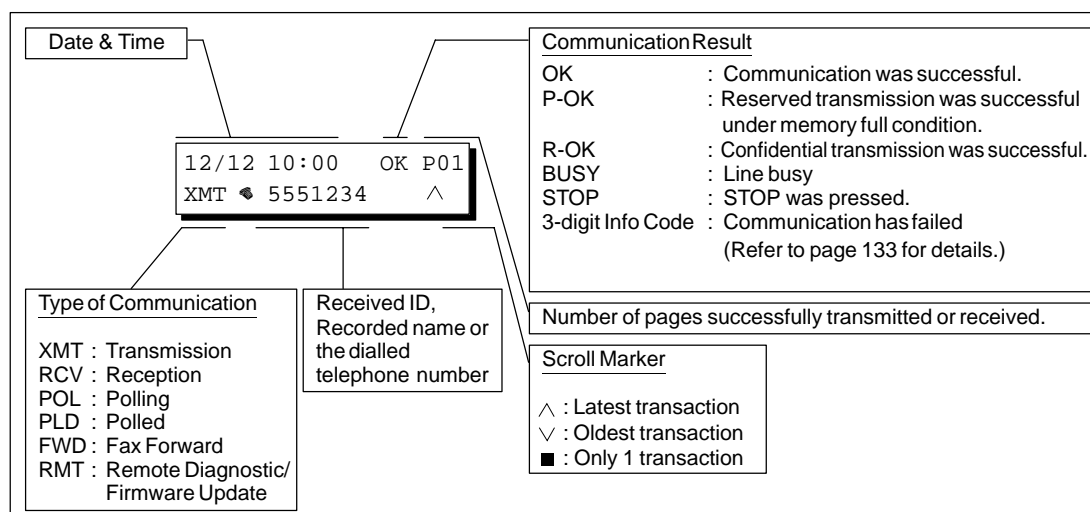 Date & Time
12/12 10:00 OK P01
XMT 5551234 ∧
Communication Result
OK : Communication was successful.
P-OK : Reserved transmission was successful
under memory full condition.
R-OK : Confidential transmission was successful.
BUSY : Line busy
STOP : STOP was pressed.
3-digit Info Code : Communication has failed
(Refer to page 133 for details.)
Number of pages successfully transmitted or received.
Type of Communication
XMT : Transmission
RCV : Reception
POL : Polling
PLD : Polled
FWD : Fax Forward
RMT : Remote Diagnostic/
Firmware Update
Received ID,
Recorded name or
the dialled
telephone number
Scroll Marker
∧ : Latest transaction
∨ : Oldest transaction
■ : Only 1 transaction